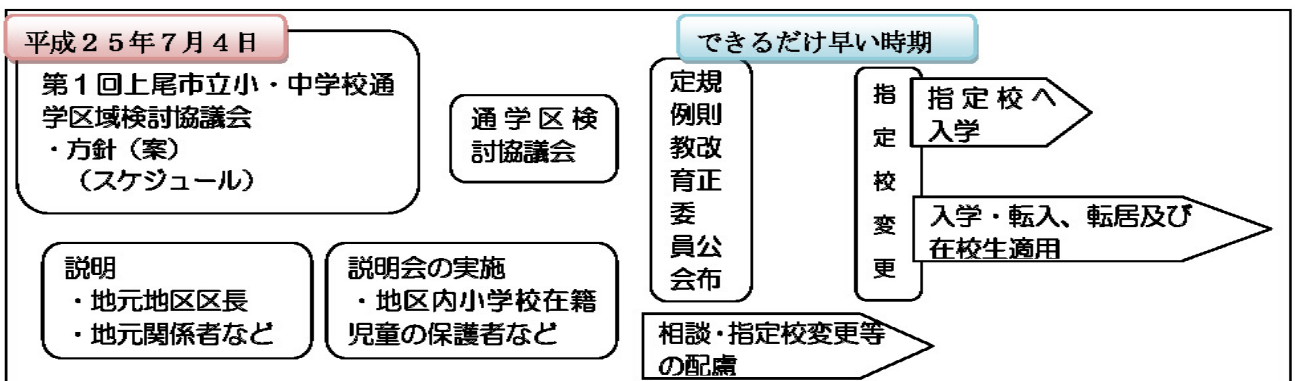 平成２５年７月４日
第１回上尾市立小・中学校通
学区域検討協議会
・方針（案）
（スケジュール）
通学区検
討協議会
できるだけ早い時期
定例教育委員会
規則改正公布
指定校変更
指定校へ
入学
入学・転入、転居及び
在校生適用
説明
・地元地区区長
・地元関係者など
説明会の実施
・地区内小学校在籍
児童の保護者など
相談・指定校変更等
の配慮